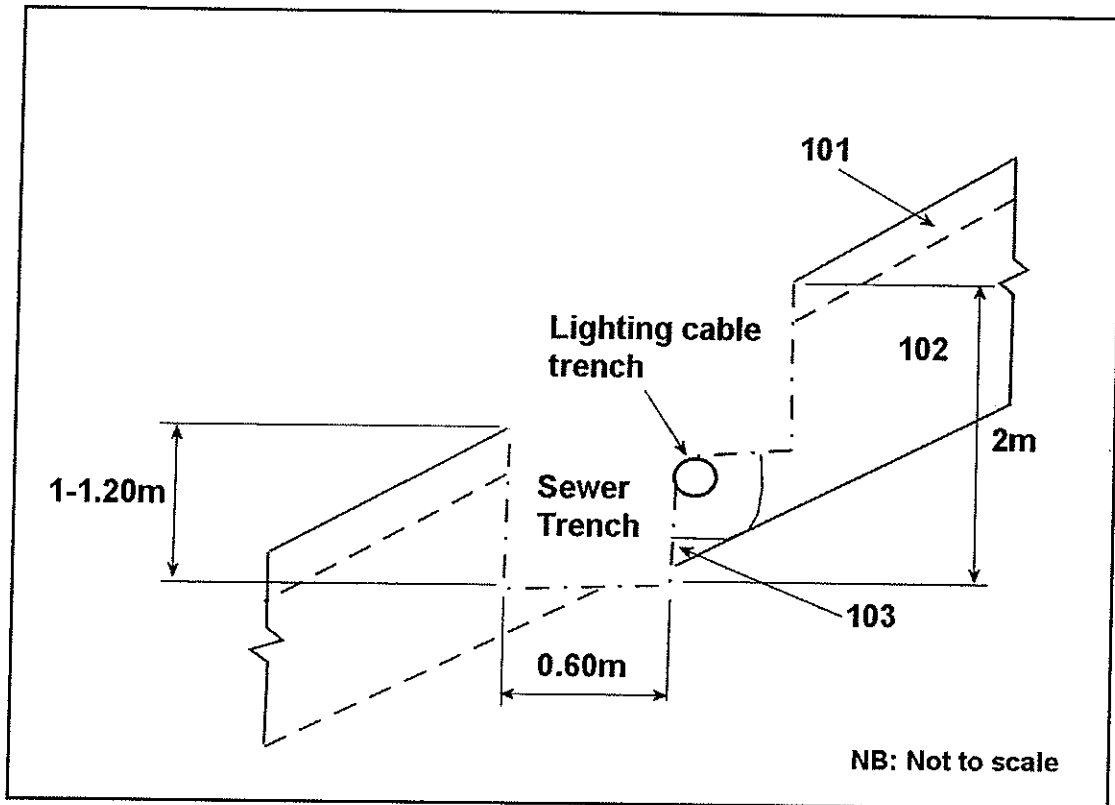 101
Lighting cable
trench
102
2m
1-1.20m
Sewer
Trench
103
0.60m
NB: Not to scale